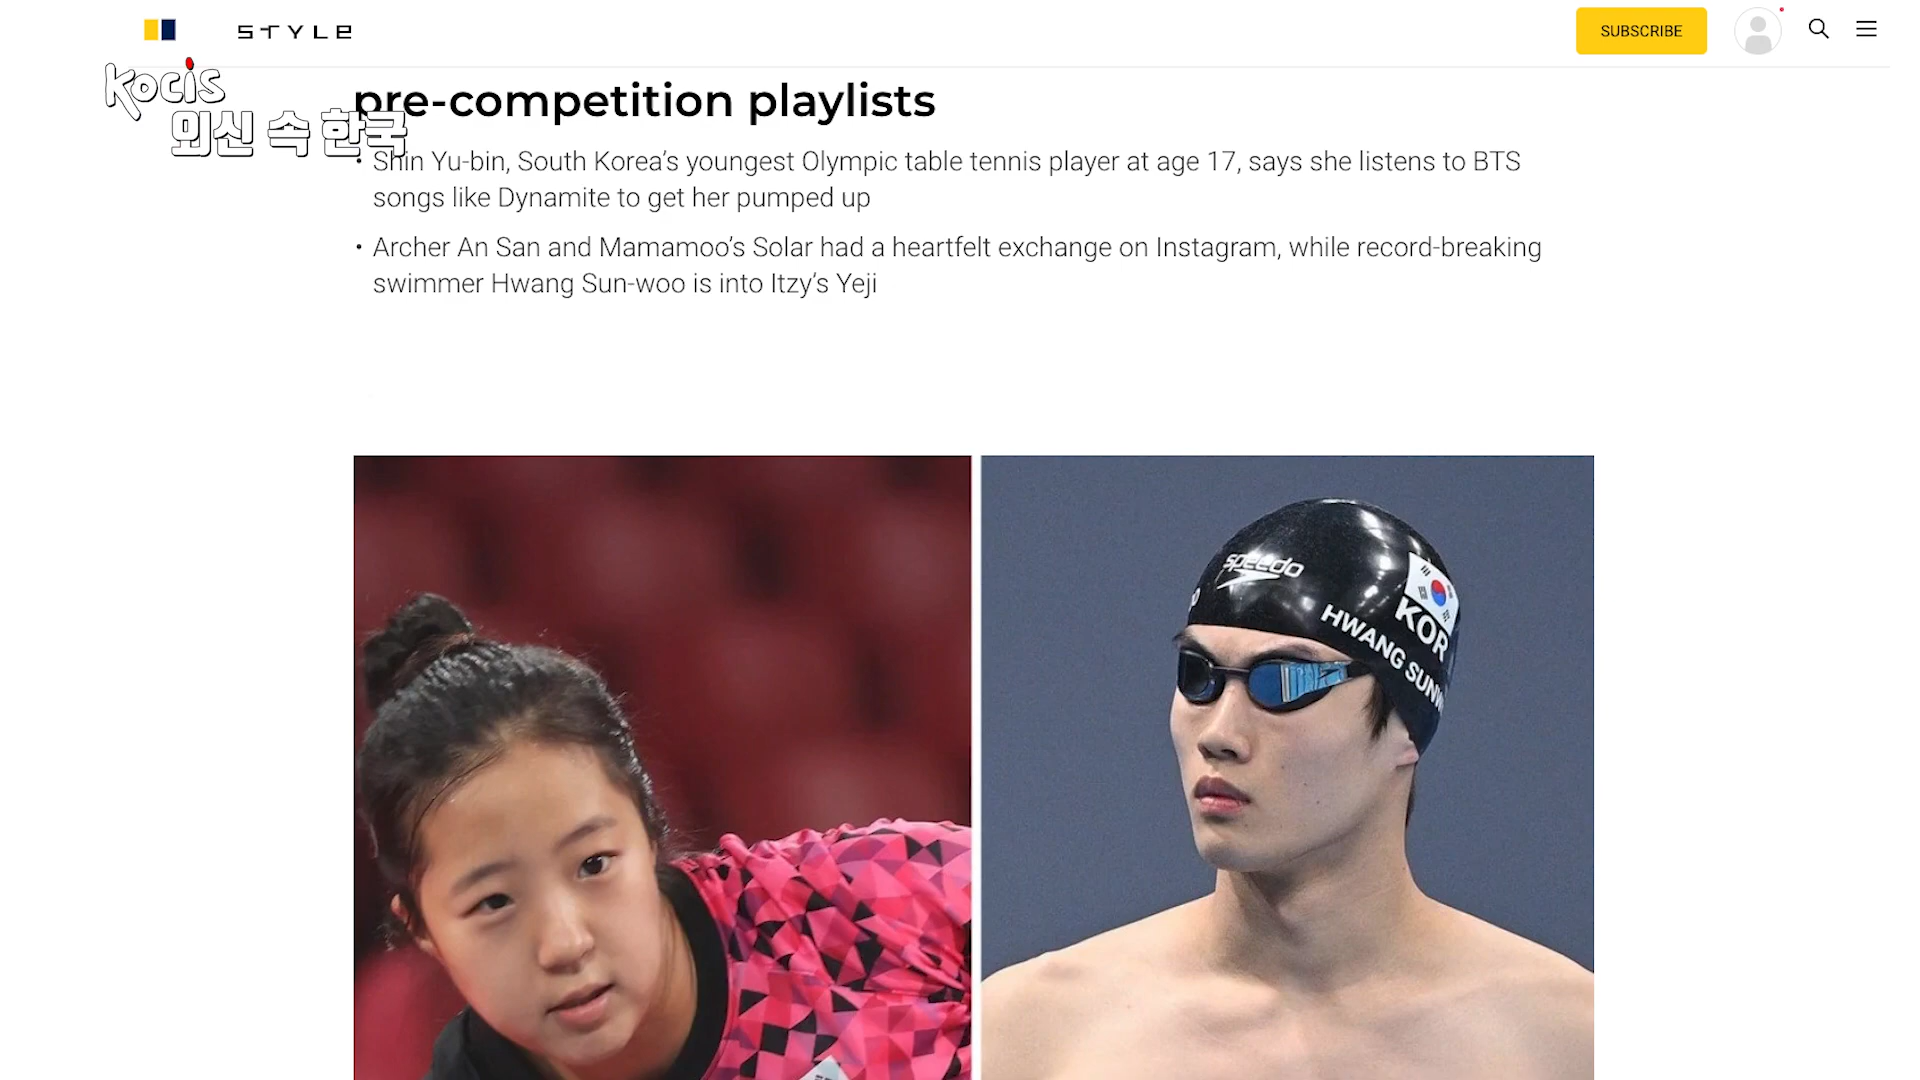 STYLE
SUBSCRIBE
KOCIS
외신 속 한국
pre-competition playlists
• Shin Yu-bin, South Korea’s youngest Olympic table tennis player at age 17, says she listens to BTS
songs like Dynamite to get her pumped up
• Archer An San and Mamamoo’s Solar had a heartfelt exchange on Instagram, while record-breaking
swimmer Hwang Sun-woo is into Itzy’s Yeji
speedo
KOR
HWANG SUNW